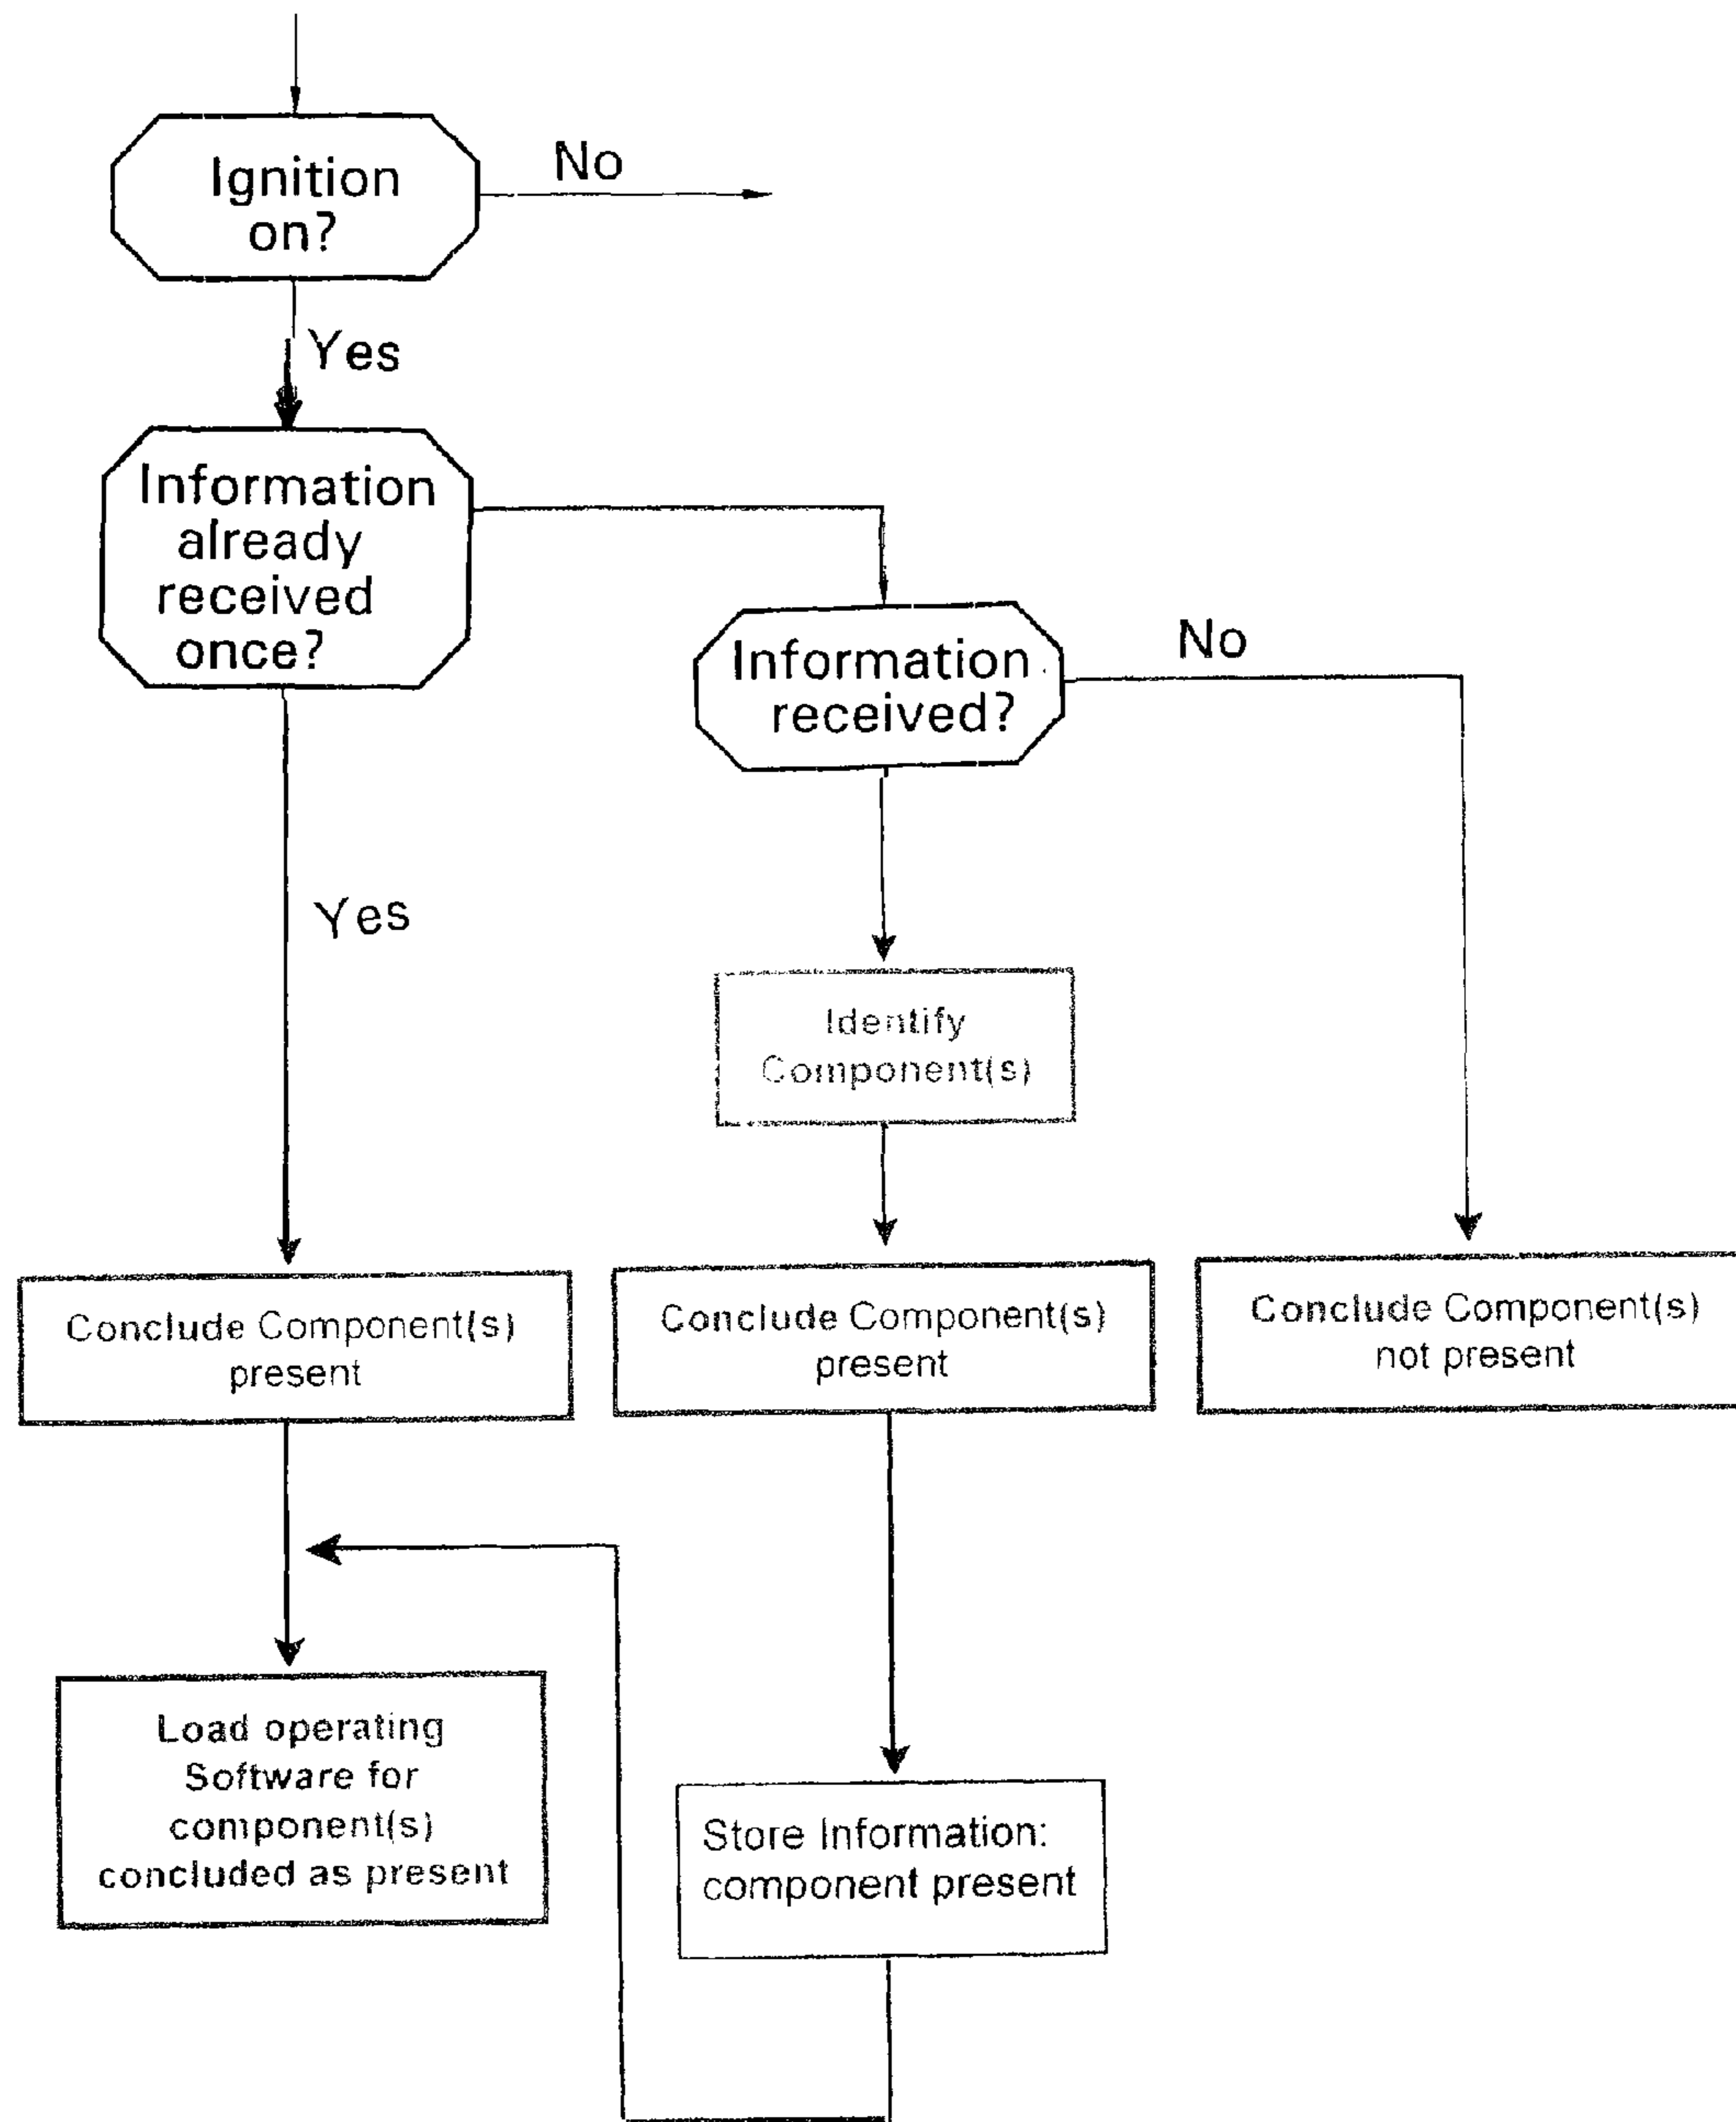 Ignition
on?
No
Yes
Information
already
received
once?
Information
received?
No
Yes
Identify
Component(s)
Conclude Component(s)
present
Conclude Component(s)
present
Conclude Component(s)
not present
Load operating
Software for
component(s)
concluded as present
Store Information:
component present